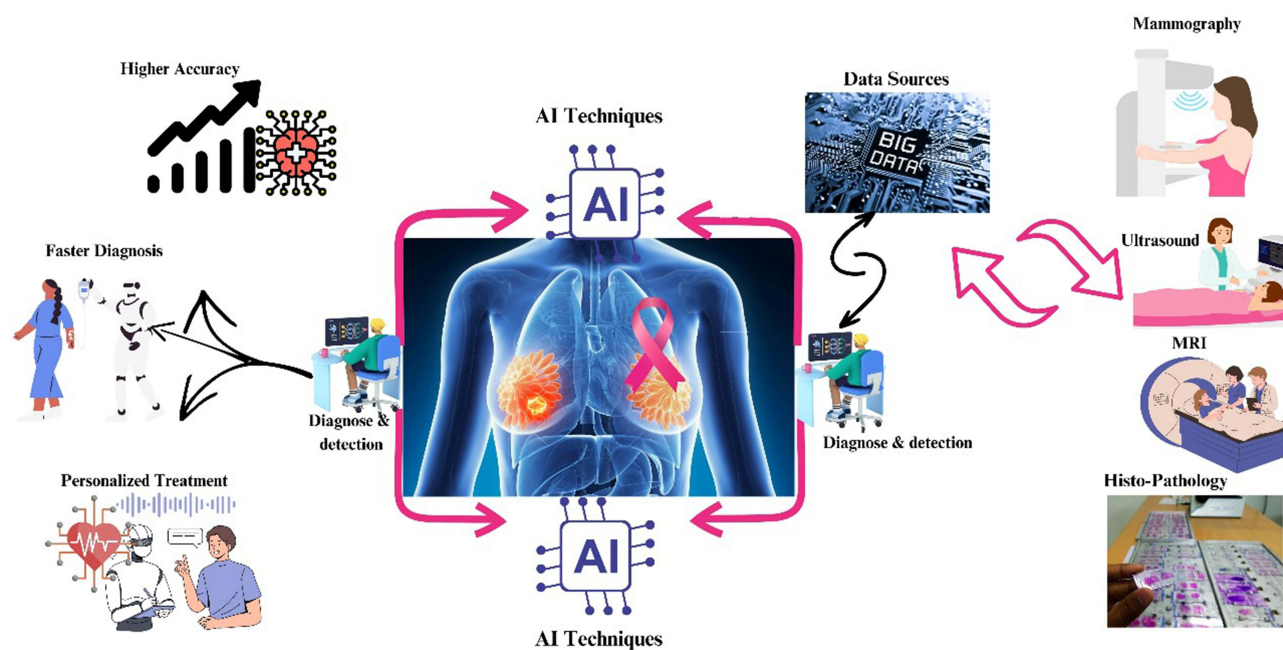 Higher Accuracy
Faster Diagnosis
Personalized Treatment
Diagnose &
detection
AI Techniques
AI
AI
AI Techniques
Data Sources
BIG
DATA
Diagnose & detection
Mammography
Ultrasound
MRI
Histo-Pathology